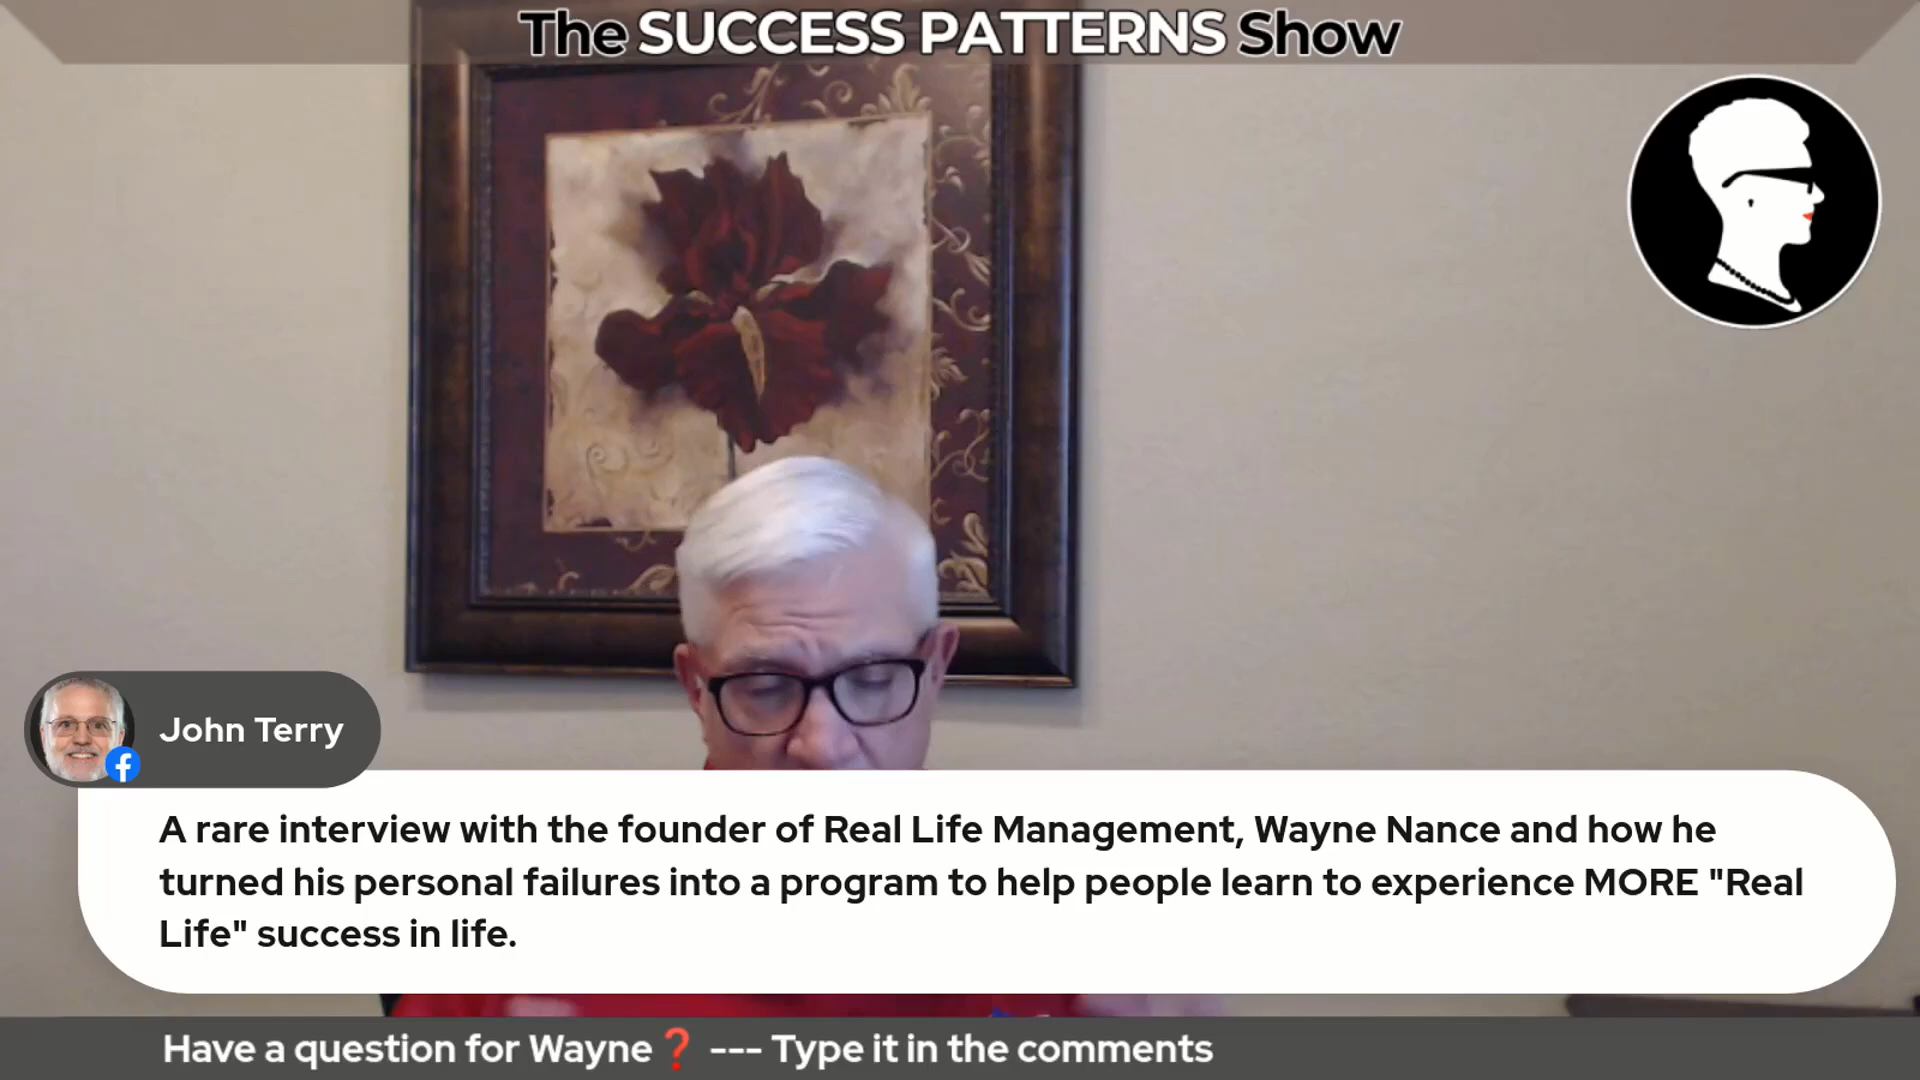 The SUCCESS PATTERNS Show
John Terry
A rare interview with the founder of Real Life Management, Wayne Nance and how he
turned his personal failures into a program to help people learn to experience MORE "Real
Life" success in life.
Have a question for Wayne❓ --- Type it in the comments